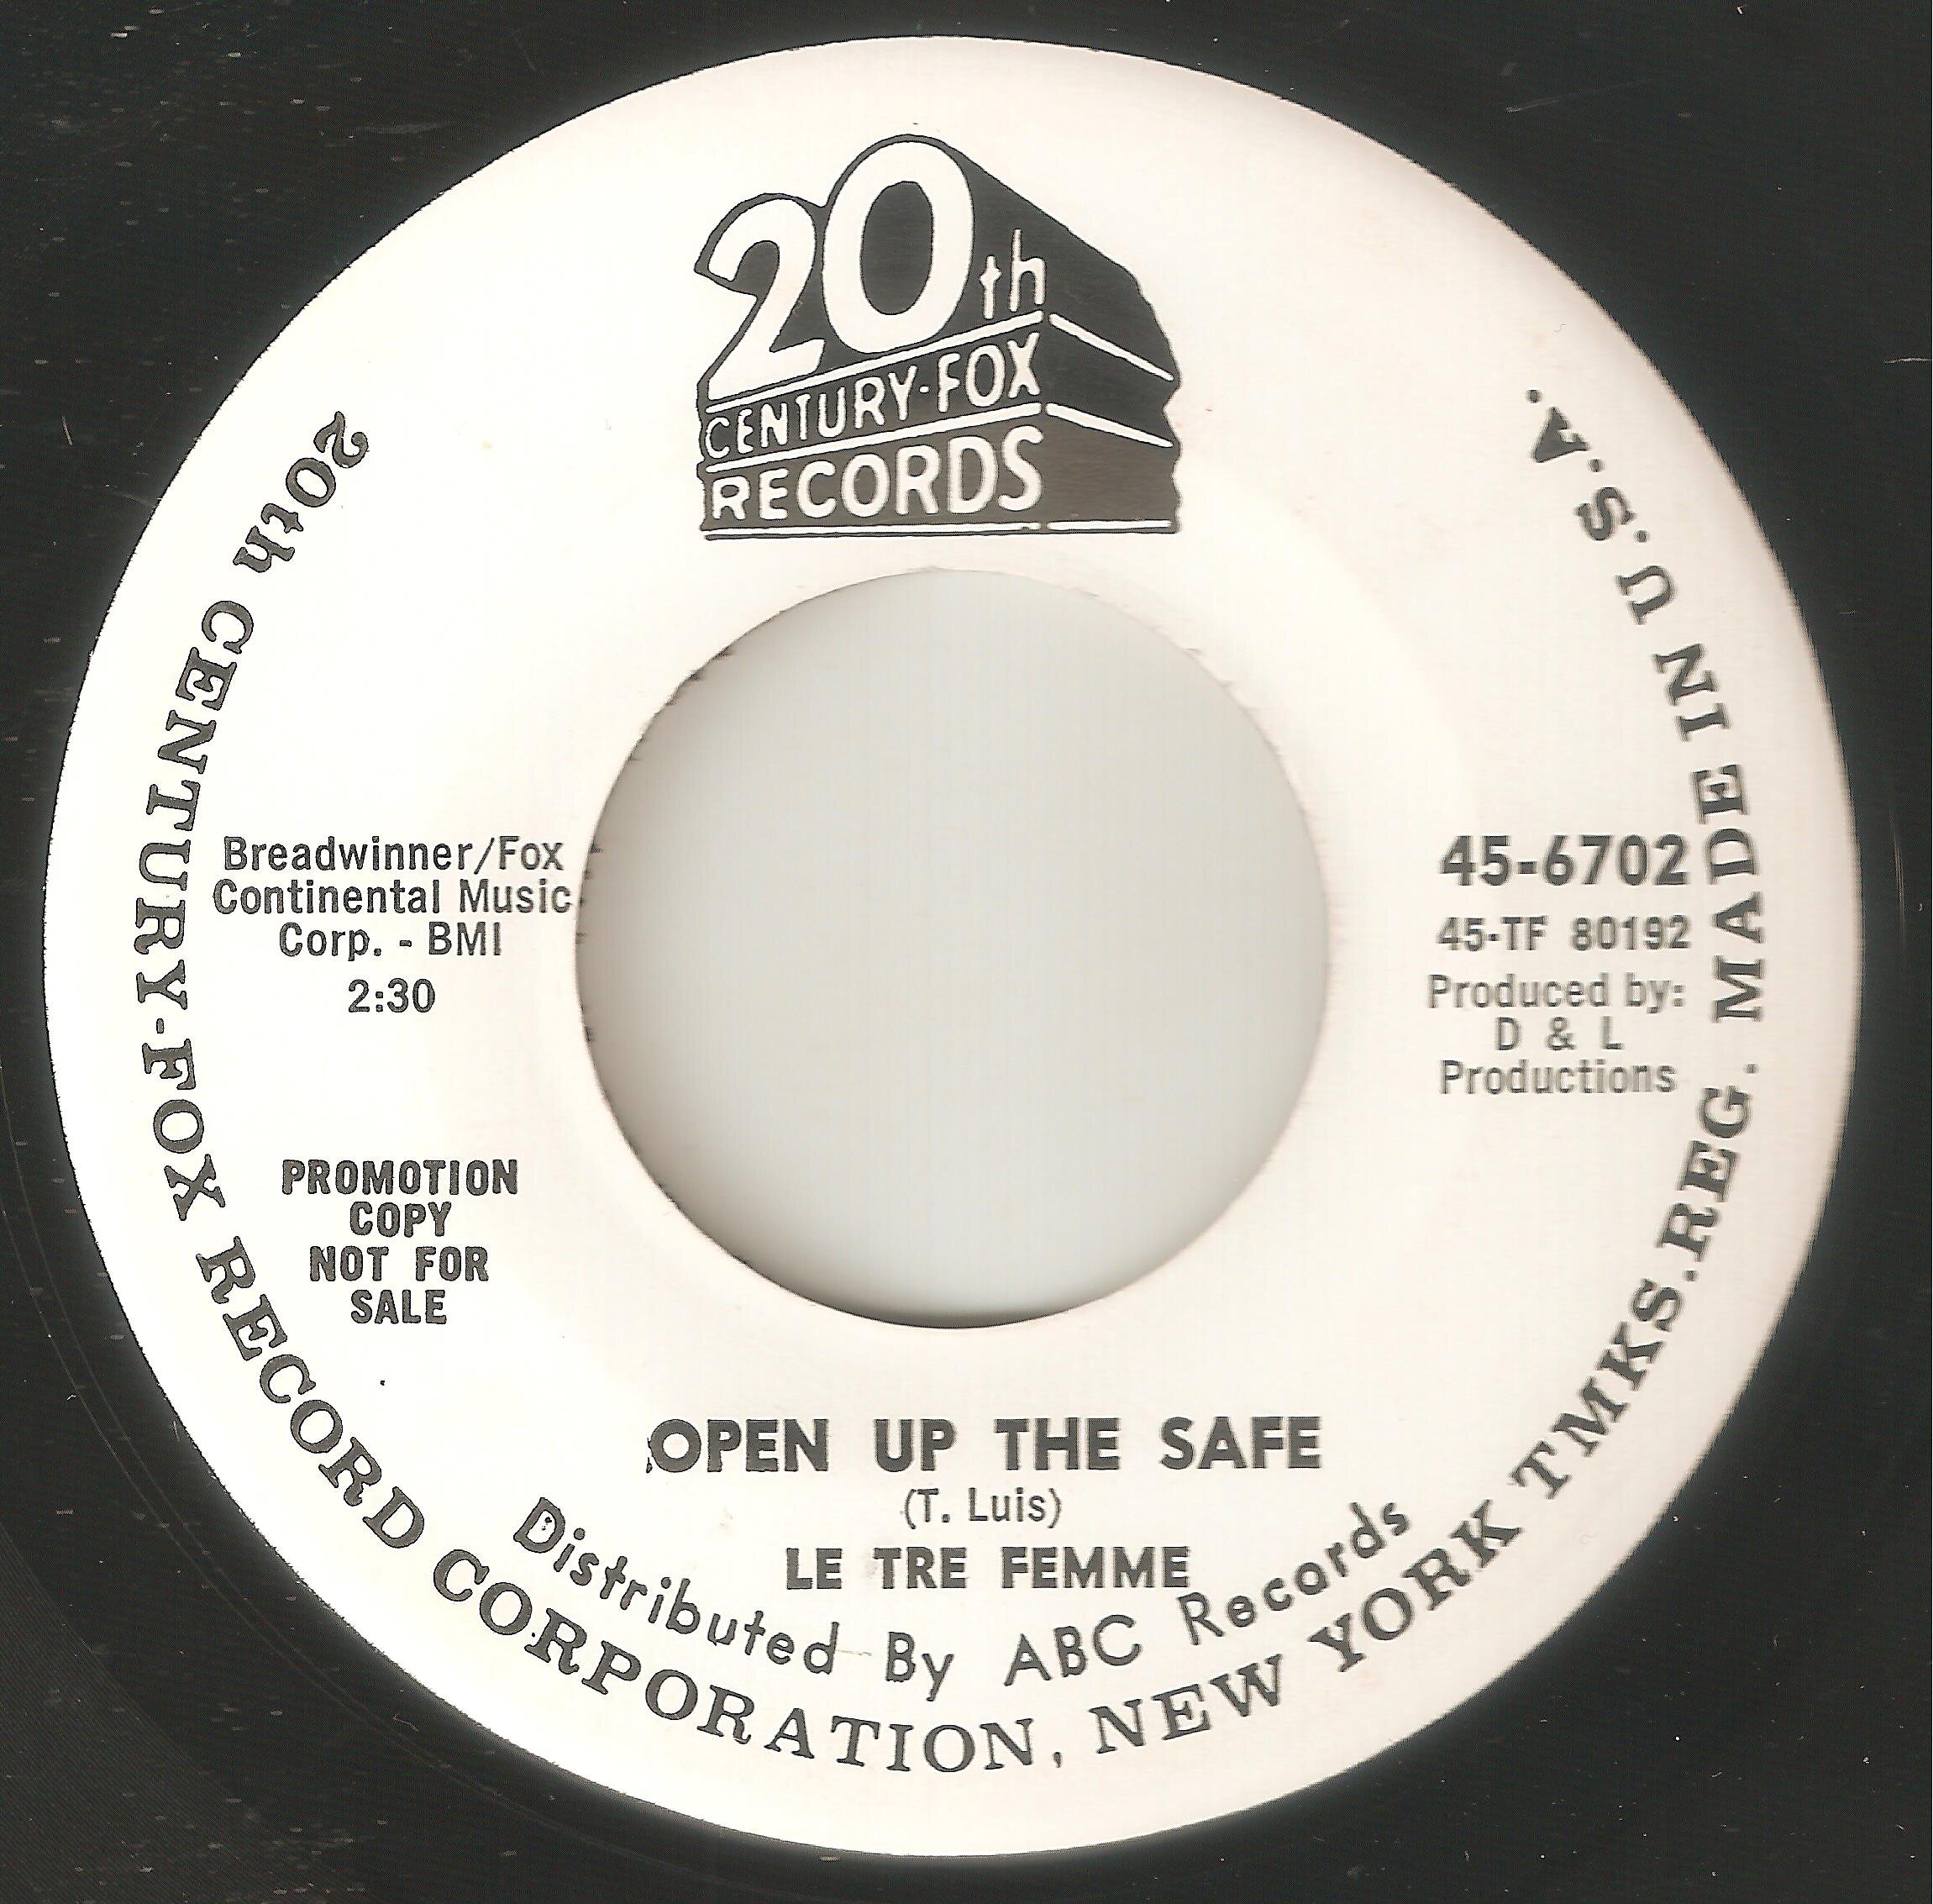 20th
CENTURY-FOX
RECORDS
Breadwinner/Fox
Continental Music
Corp. - BMI
2:30
PROMOTION
COPY
NOT FOR
SALE
45-6702
45-TF 80192
Produced by:
D & L
Productions
OPEN UP THE SAFE
(T. Luis)
LE TRE FEMME
Distributed By ABC Records
20th CENTURY-FOX RECORD CORPORATION, NEW YORK TMKS.REG. MADE IN U.S.A.